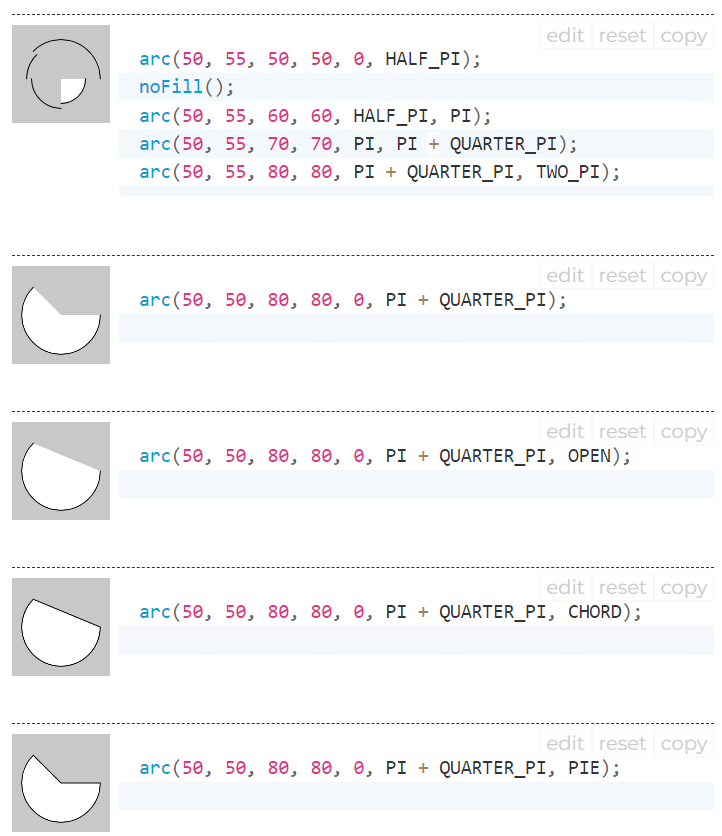 edit reset copy
arc(50, 55, 50, 50, 0, HALF_PI);
noFill();
arc(50, 55, 60, 60, HALF_PI, PI);
arc(50, 55, 70, 70, PI, PI + QUARTER_PI);
arc(50, 55, 80, 80, PI + QUARTER_PI, TWO_PI);
edit reset copy
arc(50, 50, 80, 80, 0, PI + QUARTER_PI);
edit reset copy
arc(50, 50, 80, 80, 0, PI + QUARTER_PI, OPEN);
edit reset copy
arc(50, 50, 80, 80, 0, PI + QUARTER_PI, CHORD);
edit reset copy
arc(50, 50, 80, 80, 0, PI + QUARTER_PI, PIE);